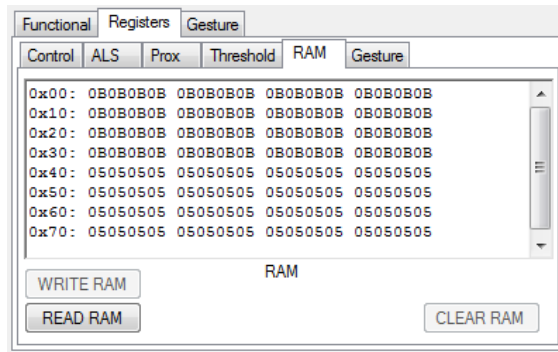 Functional Registers Gesture
Control ALS Prox Threshold RAM Gesture
0x00: 0B0B0B0B 0B0B0B0B 0B0B0B0B 0B0B0B0B
0x10: 0B0B0B0B 0B0B0B0B 0B0B0B0B 0B0B0B0B
0x20: 0B0B0B0B 0B0B0B0B 0B0B0B0B 0B0B0B0B
0x30: 0B0B0B0B 0B0B0B0B 0B0B0B0B 0B0B0B0B
0x40: 05050505 05050505 05050505 05050505
0x50: 05050505 05050505 05050505 05050505
0x60: 05050505 05050505 05050505 05050505
0x70: 05050505 05050505 05050505 05050505
RAM
WRITE RAM
READ RAM CLEAR RAM